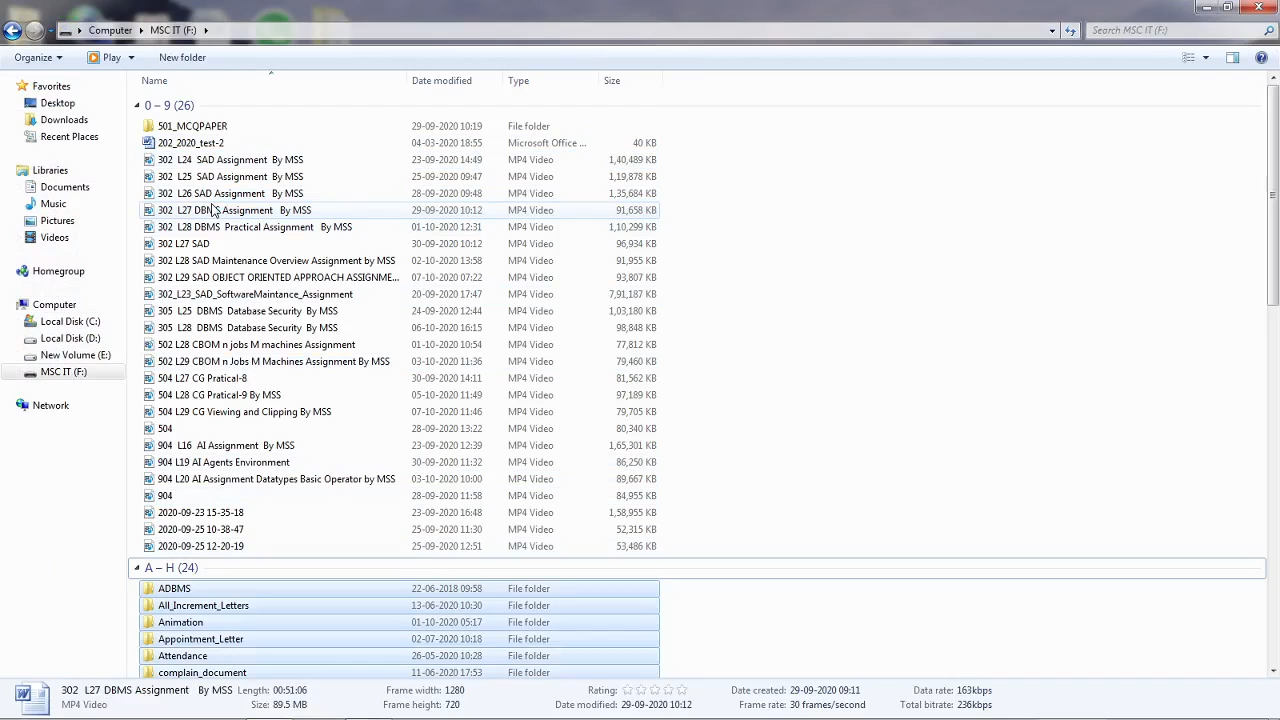 Computer MSC IT (F:) Search MSC IT (F:)
Organize Play New folder
Name Date modified Type Size
Favorites
Desktop
Downloads
Recent Places
Libraries
Documents
Music
Pictures
Videos
Homegroup
Computer
Local Disk (C:)
Local Disk (D:)
New Volume (E:)
MSC IT (F:)
Network
0 – 9 (26)
501_MCQPAPER 29-09-2020 10:19 File folder
202_2020_test-2 04-03-2020 18:55 Microsoft Office ... 40 KB
302 L24 SAD Assignment By MSS 23-09-2020 14:49 MP4 Video 1,40,489 KB
302 L25 SAD Assignment By MSS 25-09-2020 09:47 MP4 Video 1,19,878 KB
302 L26 SAD Assignment By MSS 28-09-2020 09:48 MP4 Video 1,35,684 KB
302 L27 DBMS Assignment By MSS 29-09-2020 10:12 MP4 Video 91,658 KB
302 L28 DBMS Practical Assignment By MSS 01-10-2020 12:31 MP4 Video 1,10,299 KB
302 L27 SAD 30-09-2020 10:12 MP4 Video 96,934 KB
302 L28 SAD Maintenance Overview Assignment by MSS 02-10-2020 13:58 MP4 Video 91,955 KB
302 L29 SAD OBJECT ORIENTED APPROACH ASSIGNME... 07-10-2020 07:22 MP4 Video 93,807 KB
302_L23_SAD_SoftwareMaintance_Assignment 20-09-2020 17:47 MP4 Video 7,91,187 KB
305 L25 DBMS Database Security By MSS 24-09-2020 12:44 MP4 Video 1,03,180 KB
305 L28 DBMS Database Security By MSS 06-10-2020 16:15 MP4 Video 98,848 KB
502 L28 CBOM n jobs M machines Assignment 01-10-2020 10:54 MP4 Video 77,812 KB
502 L29 CBOM n Jobs M Machines Assignment By MSS 03-10-2020 11:36 MP4 Video 79,460 KB
504 L27 CG Pratical-8 30-09-2020 14:11 MP4 Video 81,562 KB
504 L28 CG Pratical-9 By MSS 05-10-2020 11:49 MP4 Video 97,189 KB
504 L29 CG Viewing and Clipping By MSS 07-10-2020 11:46 MP4 Video 79,705 KB
504 28-09-2020 13:22 MP4 Video 80,340 KB
904 L16 AI Assignment By MSS 23-09-2020 12:39 MP4 Video 1,65,301 KB
904 L19 AI Agents Environment 30-09-2020 11:32 MP4 Video 86,250 KB
904 L20 AI Assignment Datatypes Basic Operator by MSS 03-10-2020 10:00 MP4 Video 89,667 KB
904 28-09-2020 11:58 MP4 Video 84,955 KB
2020-09-23 15-35-18 23-09-2020 16:48 MP4 Video 1,58,955 KB
2020-09-25 10-38-47 25-09-2020 11:30 MP4 Video 52,315 KB
2020-09-25 12-20-19 25-09-2020 12:51 MP4 Video 53,486 KB
A – H (24)
ADBMS 22-06-2018 09:58 File folder
All_Increment_Letters 13-06-2020 10:30 File folder
Animation 01-10-2020 05:17 File folder
Appointment_Letter 02-07-2020 10:18 File folder
Attendance 26-05-2020 10:28 File folder
complain_document 11-06-2020 17:53 File folder
302 L27 DBMS Assignment By MSS Length: 00:51:06 Frame width: 1280 Rating: Date created: 29-09-2020 09:11 Data rate: 163kbps
MP4 Video Size: 89.5 MB Frame height: 720 Date modified: 29-09-2020 10:12 Frame rate: 30 frames/second Total bitrate: 236kbps